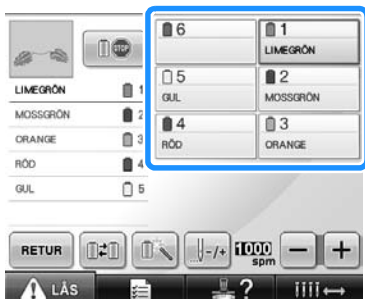 STOP
LIMEGRÖN 1
MOSSGRÖN 2
ORANGE 3
RÖD 4
GUL 5
6
1
LIMEGRÖN
5
GUL
2
MOSSGRÖN
4
RÖD
3
ORANGE
RETUR
-/+
1000
spm
− +
LÅS
?